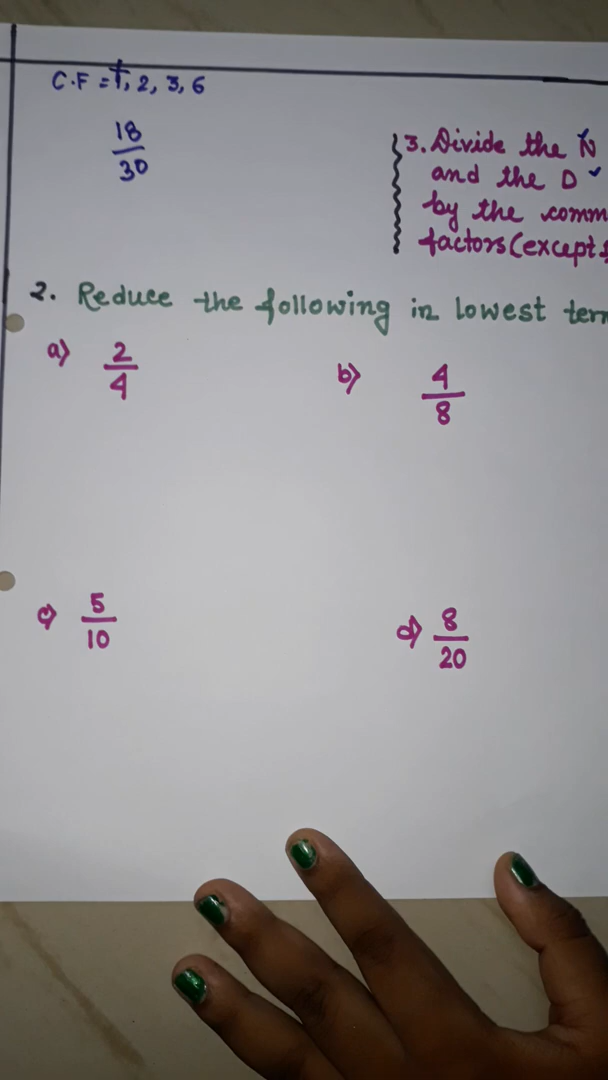 C.F = 1, 2, 3, 6
18
30
3. Divide the N
and the D
by the comm
factors (except
2. Reduce the following in lowest ter
a) 2
4
b) 4
8
c) 5
10
d) 8
20